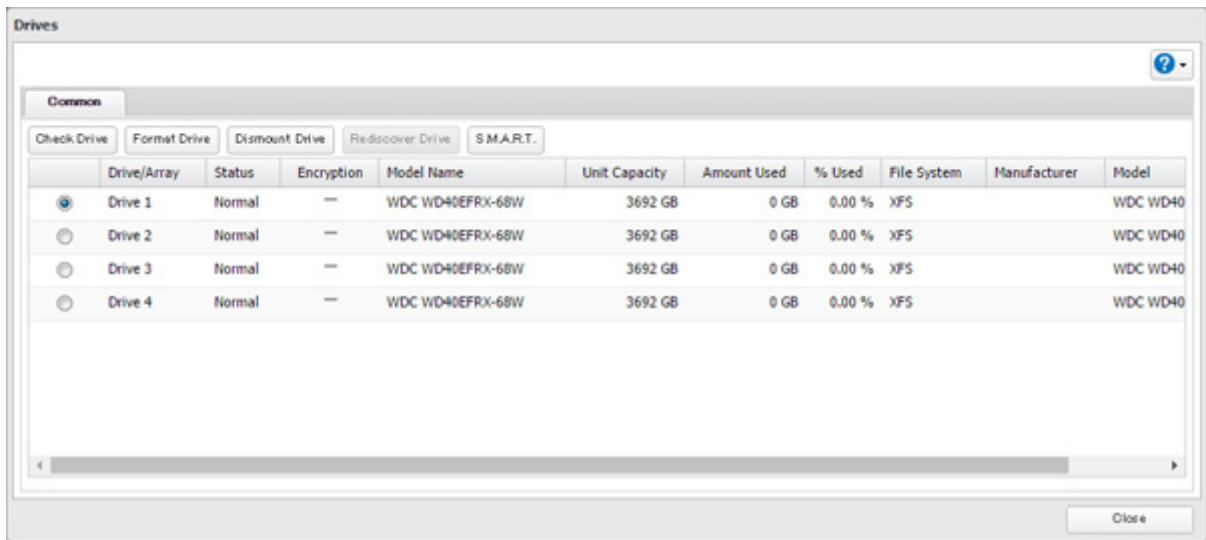 Drives
Common
Check Drive Format Drive Dismount Drive Rediscover Drive S.M.A.R.T.
Drive/Array Status Encryption Model Name Unit Capacity Amount Used % Used File System Manufacturer Model
Drive 1 Normal — WDC WD40EFRX-68W 3692 GB 0 GB 0.00 % XFS WDC WD40
Drive 2 Normal — WDC WD40EFRX-68W 3692 GB 0 GB 0.00 % XFS WDC WD40
Drive 3 Normal — WDC WD40EFRX-68W 3692 GB 0 GB 0.00 % XFS WDC WD40
Drive 4 Normal — WDC WD40EFRX-68W 3692 GB 0 GB 0.00 % XFS WDC WD40
Close